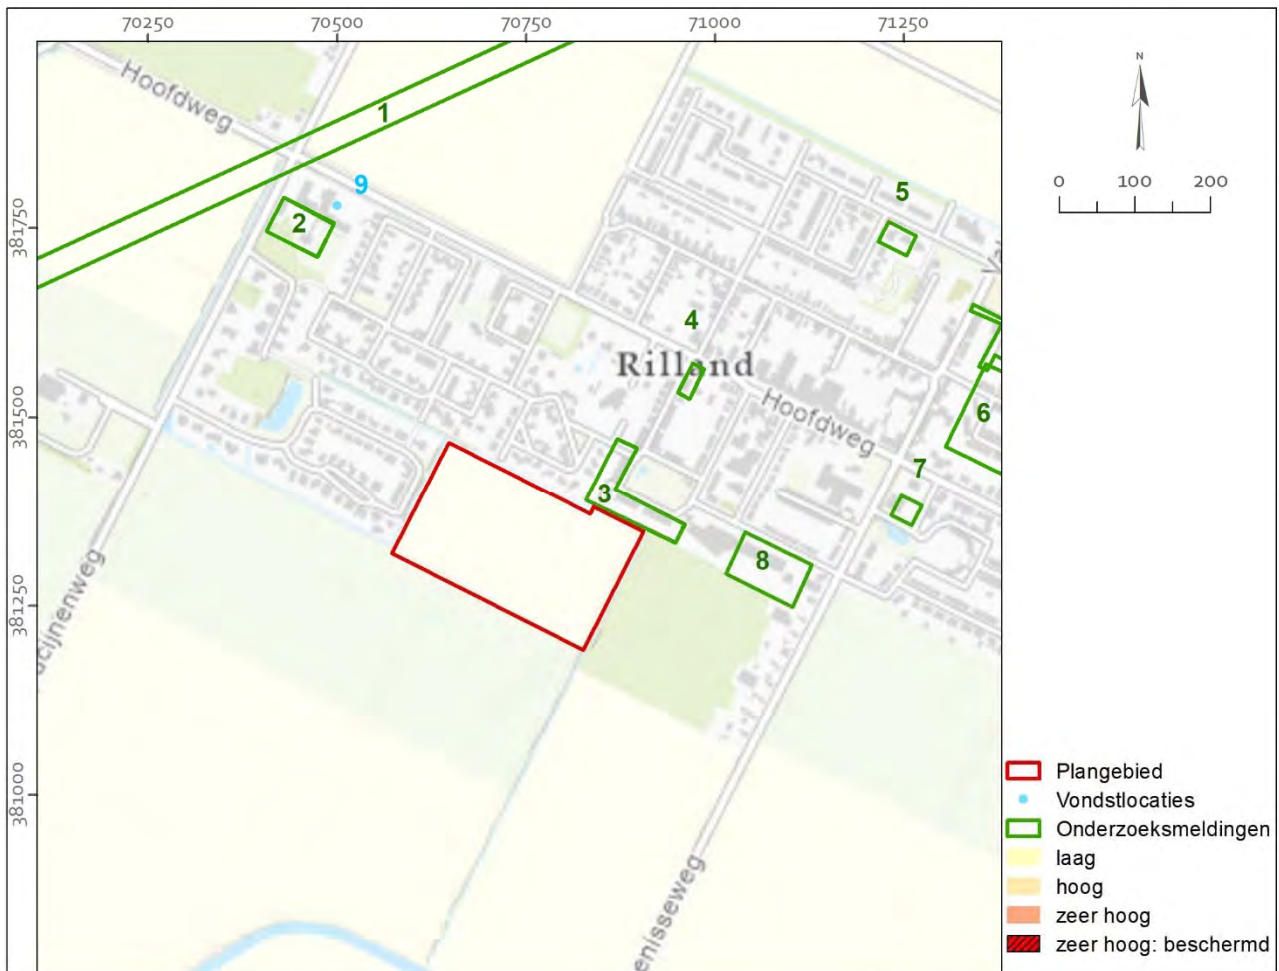 70250 70500 70750 71000 71250
N
0 100 200
381750
381500
381250
381000
Hoofdweg
1
9
2
5
4
Rilland
Hoofdweg
6
7
3
8
Plangebied
Vondstlocaties
Onderzoeksmeldingen
laag
hoog
zeer hoog
zeer hoog: beschermd